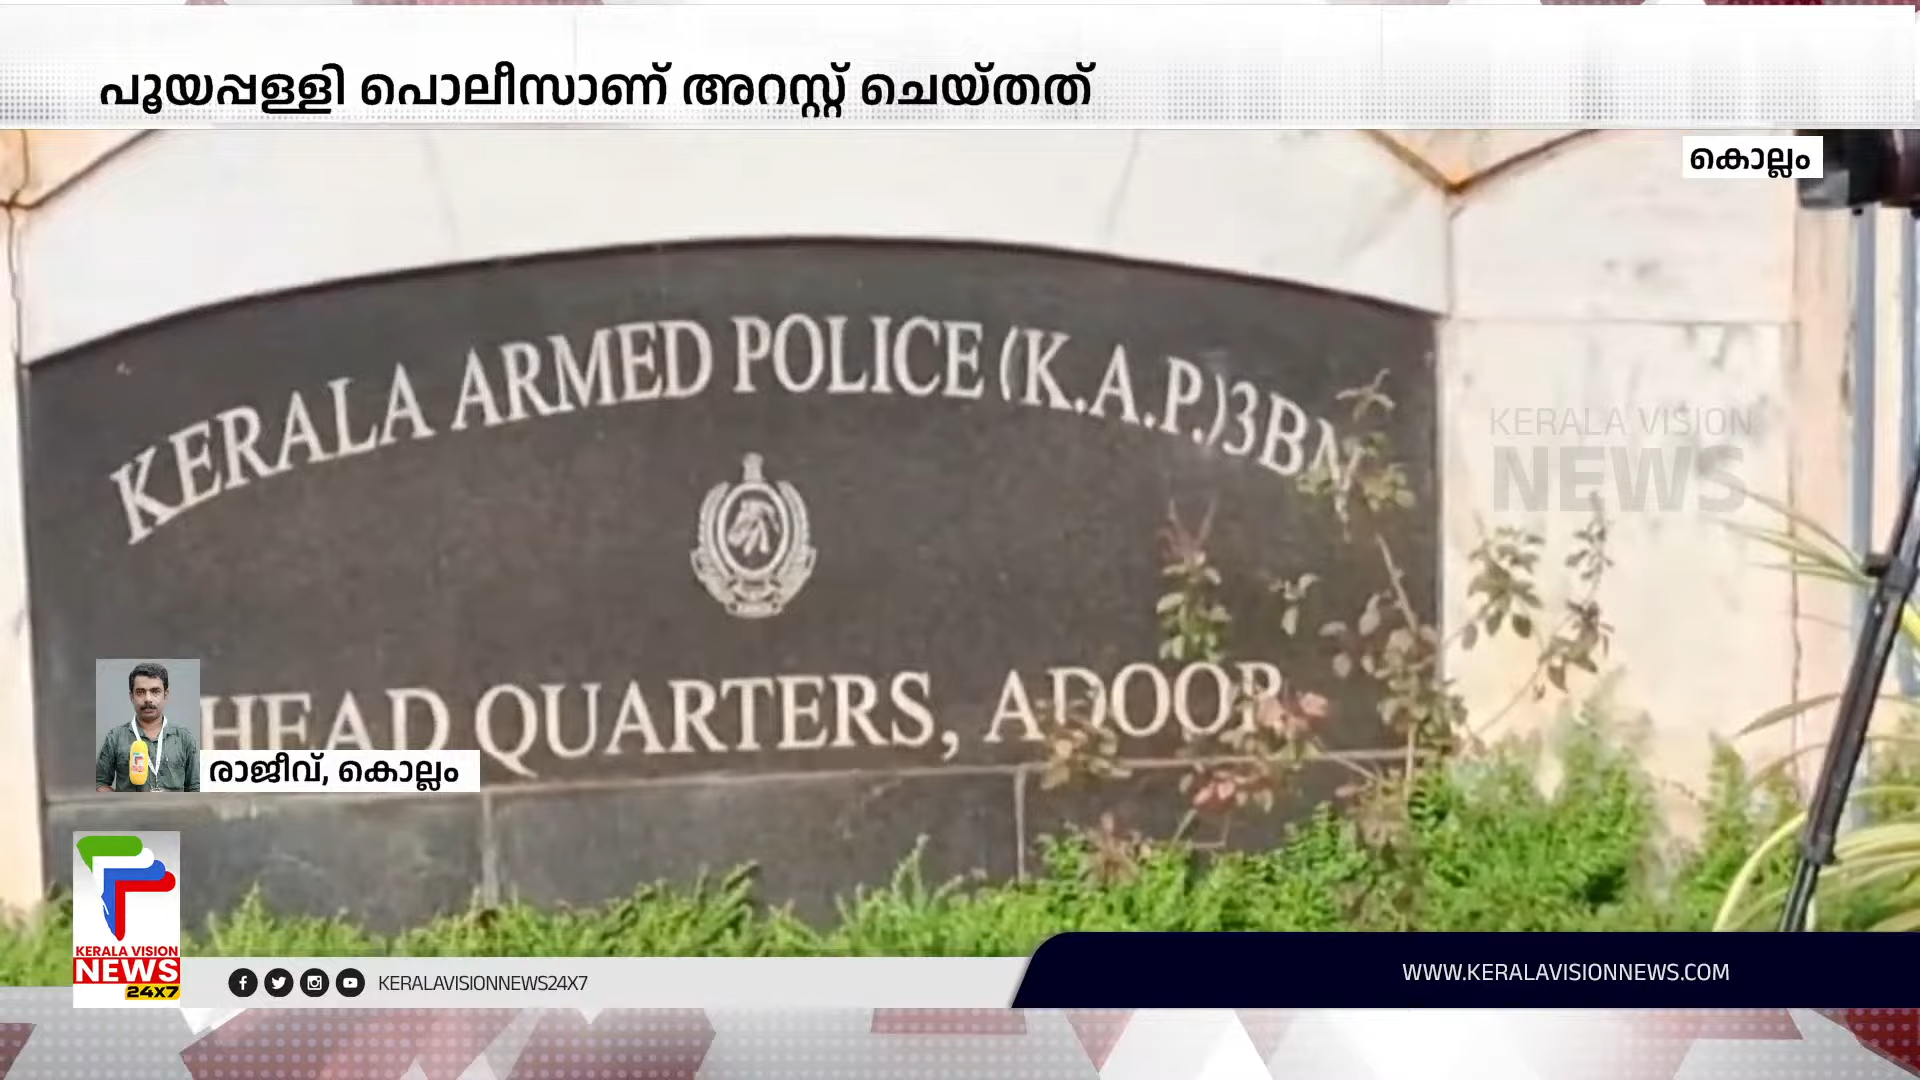 പൂയപ്പള്ളി പൊലീസാണ് അറസ്റ്റ് ചെയ്തത്
കൊല്ലം
KERALA ARMED POLICE (K.A.P.)3BN
KERALA VISION
NEWS
HEAD QUARTERS, ADOOR
രാജീവ്, കൊല്ലം
KERALA VISION
NEWS
24X7
KERALAVISIONNEWS24X7
WWW.KERALAVISIONNEWS.COM